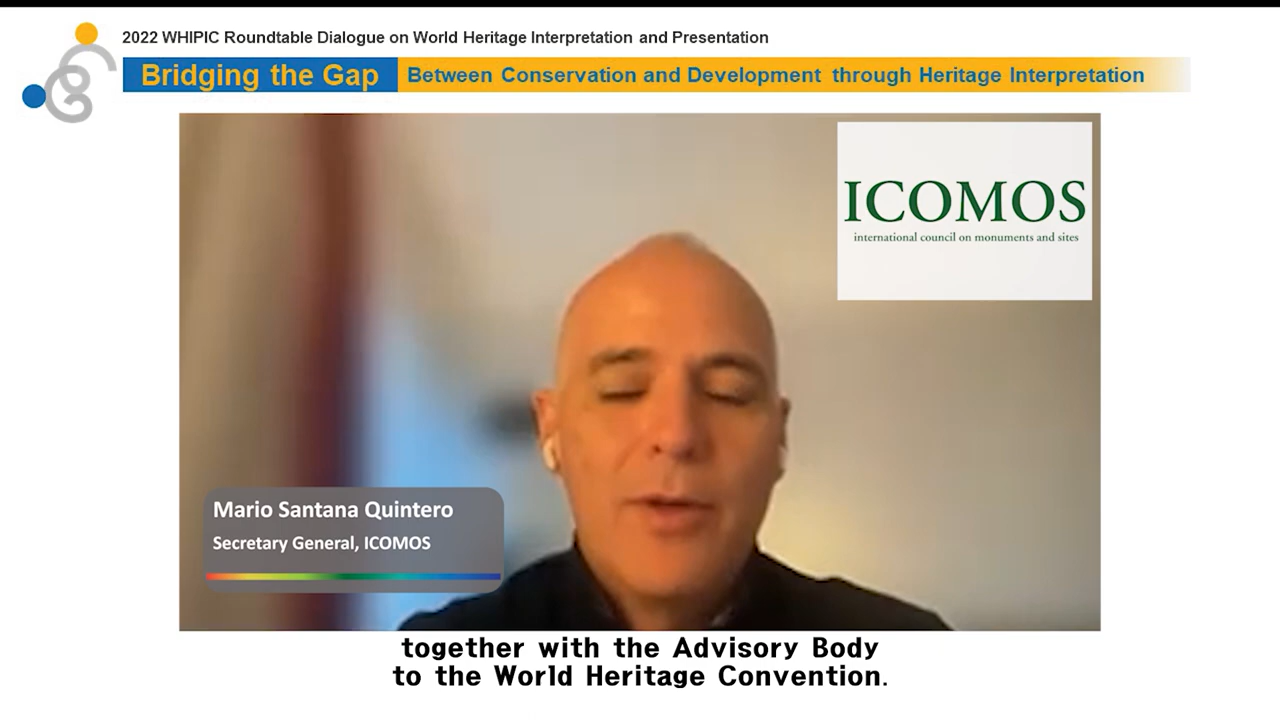 2022 WHIPIC Roundtable Dialogue on World Heritage Interpretation and Presentation
Bridging the Gap Between Conservation and Development through Heritage Interpretation
ICOMOS
international council on monuments and sites
Mario Santana Quintero
Secretary General, ICOMOS
together with the Advisory Body
to the World Heritage Convention.